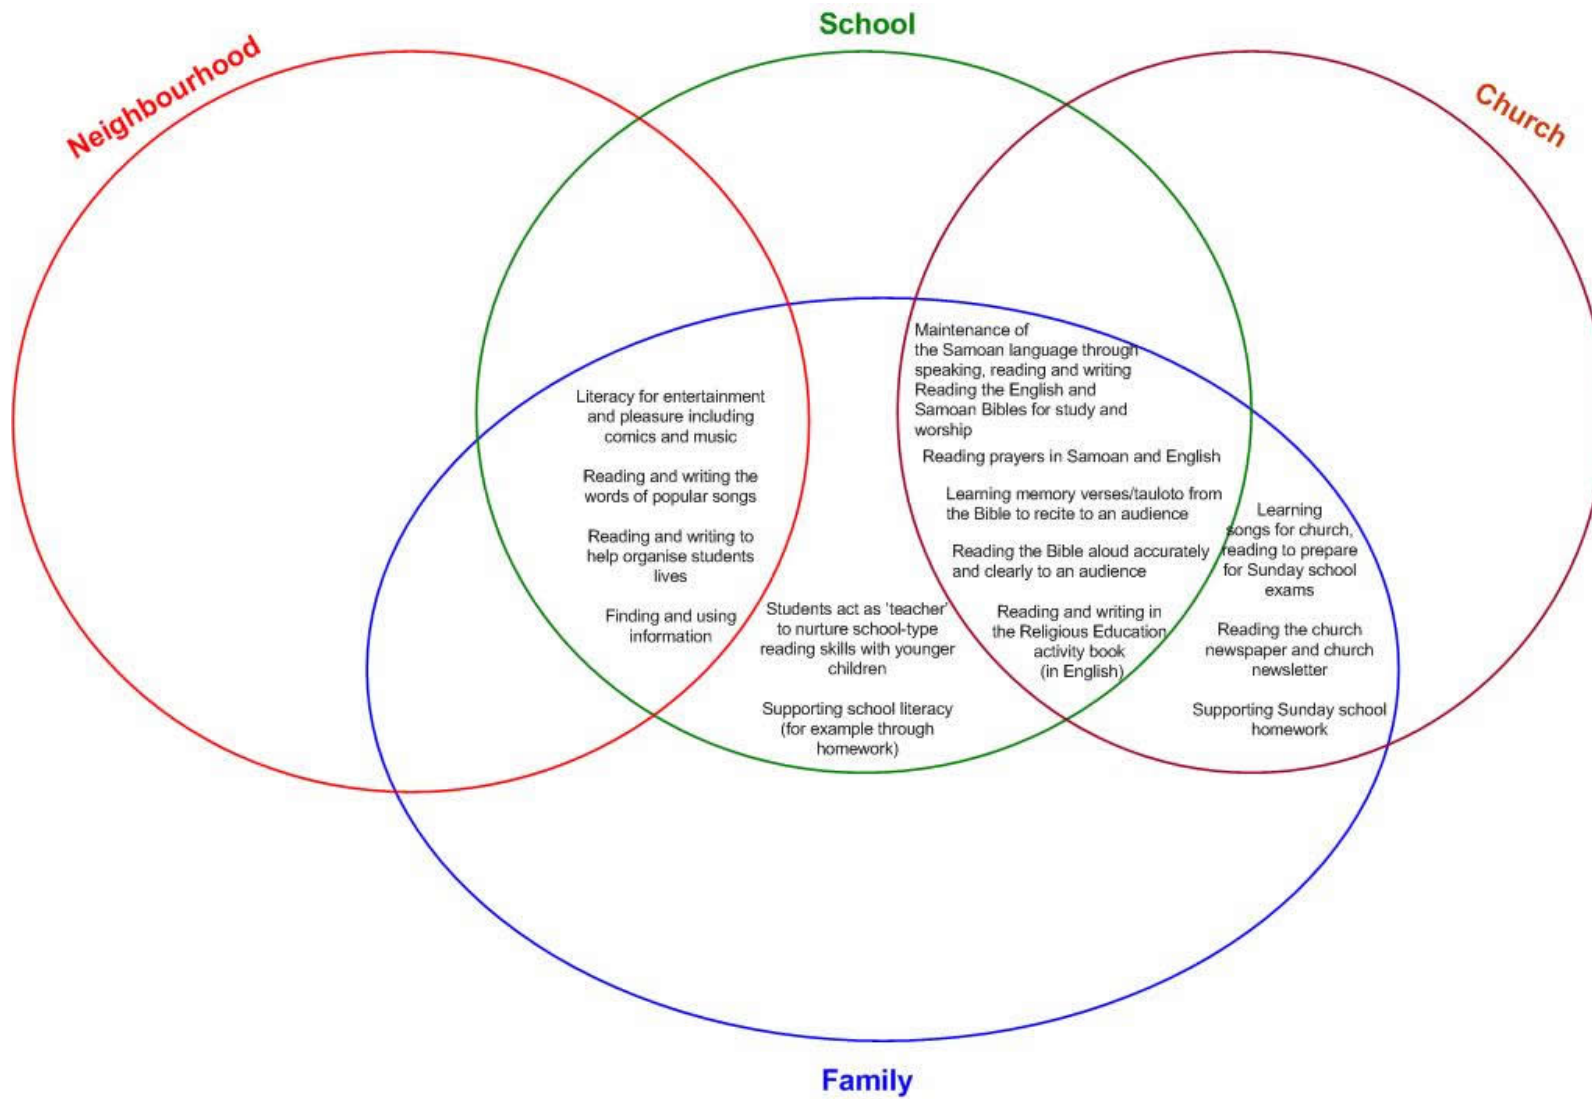 School
Neighbourhood
Church
Literacy for entertainment
and pleasure including
comics and music
Reading and writing the
words of popular songs
Reading and writing to
help organise students
lives
Finding and using
information
Students act as 'teacher'
to nurture school-type
reading skills with younger
children
Supporting school literacy
(for example through
homework)
Maintenance of
the Samoan language through
speaking, reading and writing
Reading the English and
Samoan Bibles for study and
worship
Reading prayers in Samoan and English
Learning memory verses/tauloto from
the Bible to recite to an audience
Reading the Bible aloud accurately
and clearly to an audience
Reading and writing in
the Religious Education
activity book
(in English)
Learning
songs for church,
reading to prepare
for Sunday school
exams
Reading the church
newspaper and church
newsletter
Supporting Sunday school
homework
Family